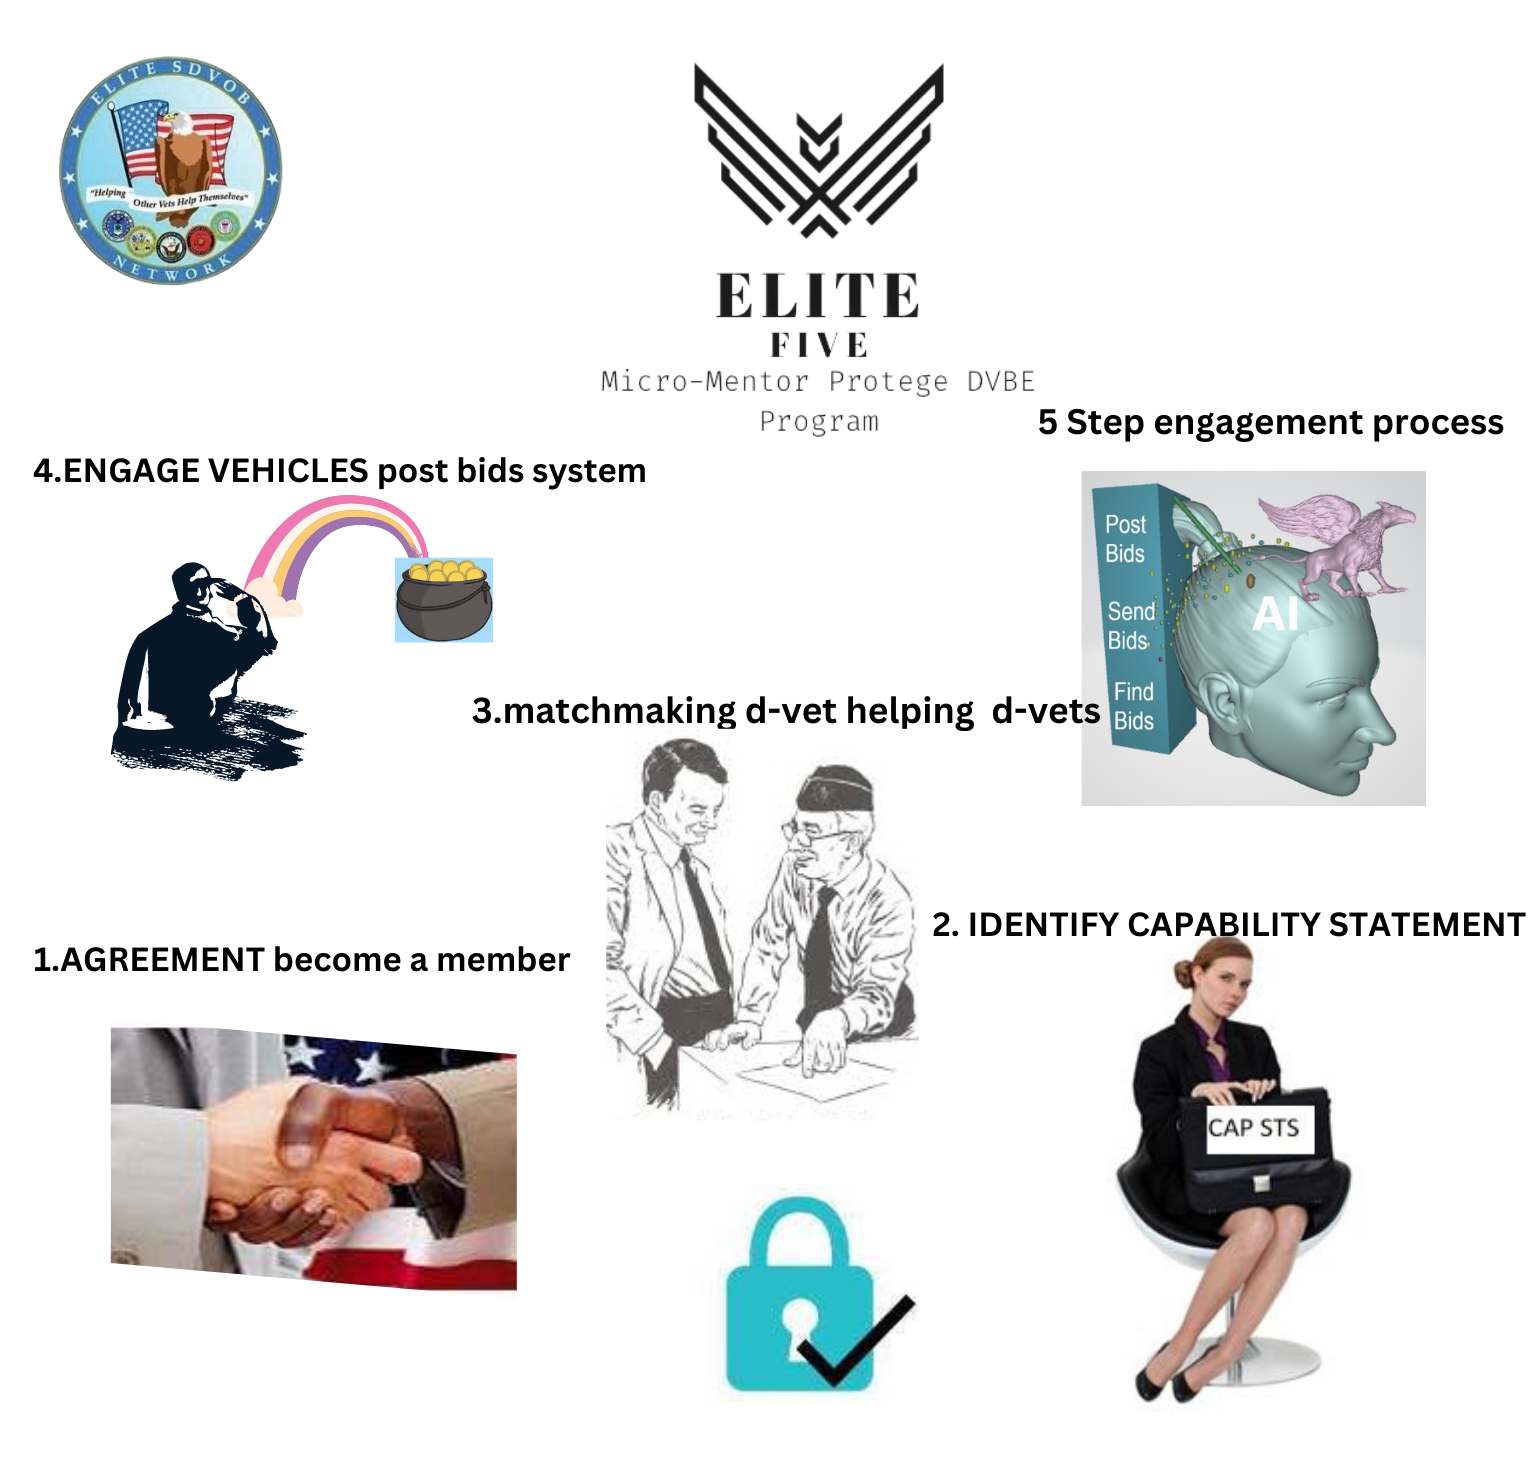 ELITE SDVOB
"Helping Other Vets Help Themselves"
NETWORK
ELITE
FIVE
Micro-Mentor Protege DVBE
Program
5 Step engagement process
4.ENGAGE VEHICLES post bids system
Post
Bids
Send
Bids
AI
Find
Bids
3.matchmaking d-vet helping  d-vets
2. IDENTIFY CAPABILITY STATEMENT
1.AGREEMENT become a member
CAP STS